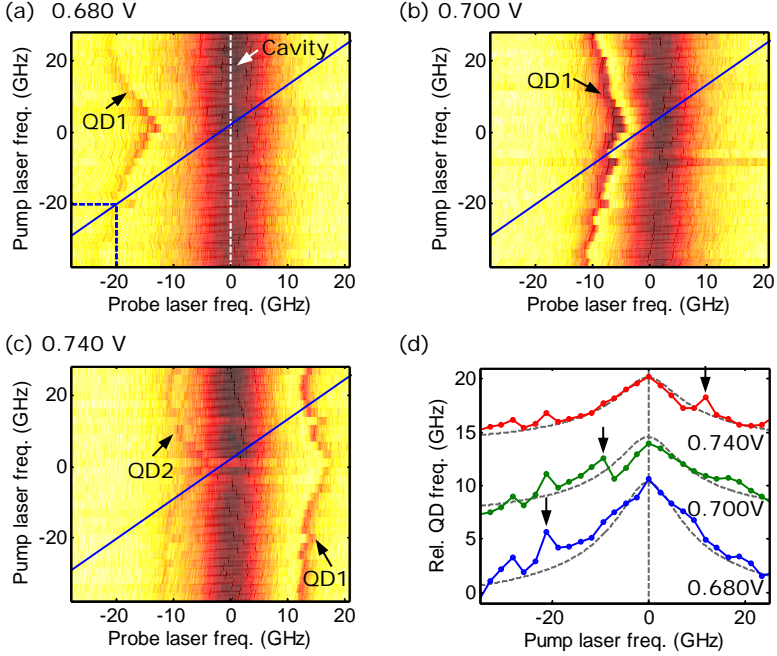 (a) 0.680 V
Pump laser freq. (GHz)
20
0
-20
Cavity
QD1
-20 -10 0 10 20
Probe laser freq. (GHz)
(b) 0.700 V
Pump laser freq. (GHz)
20
0
-20
QD1
-20 -10 0 10 20
Probe laser freq. (GHz)
(c) 0.740 V
Pump laser freq. (GHz)
20
0
-20
QD2
QD1
-20 -10 0 10 20
Probe laser freq. (GHz)
(d)
Rel. QD freq. (GHz)
20
15
10
5
0
0.740V
0.700V
0.680V
-20 0 20
Pump laser freq. (GHz)